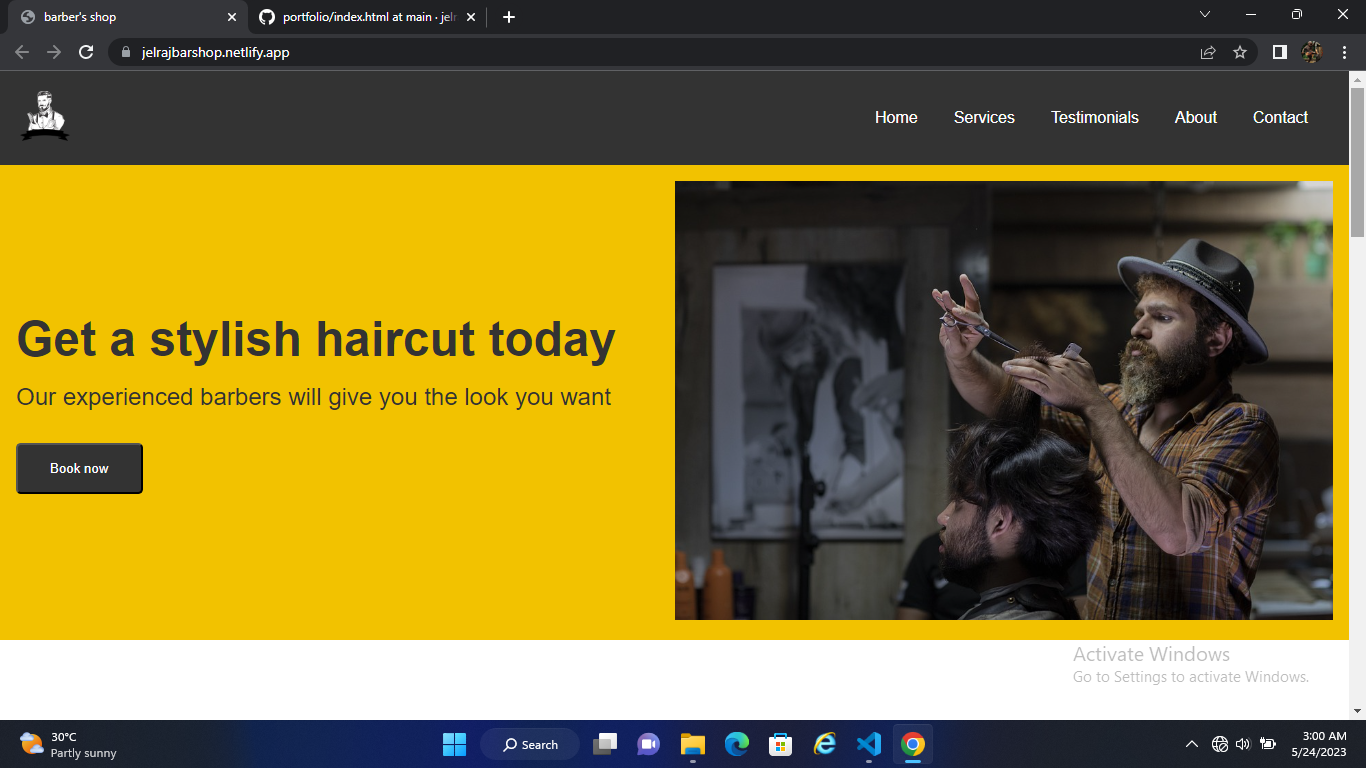 barber's shop
portfolio/index.html at main · jelr
jelrajbarshop.netlify.app
Home
Services
Testimonials
About
Contact
Get a stylish haircut today
Our experienced barbers will give you the look you want
Book now
Activate Windows
Go to Settings to activate Windows.
30°C
Partly sunny
Search
3:00 AM
5/24/2023